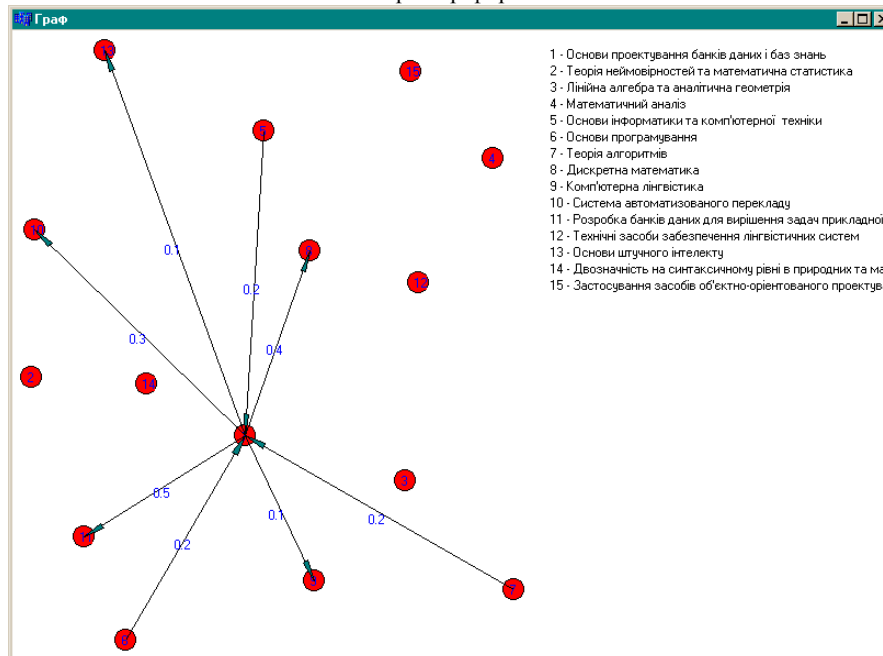 Граф
1 - Основи проектування банків даних і баз знань
2 - Теорія неймовірностей та математична статистика
3 - Лінійна алгебра та аналітична геометрія
4 - Математичний аналіз
5 - Основи інформатики та комп'ютерної техніки
6 - Основи програмування
7 - Теорія алгоритмів
8 - Дискретна математика
9 - Комп'ютерна лінгвістика
10 - Система автоматизованого перекладу
11 - Розробка банків даних для вирішення задач прикладної
12 - Технічні засоби забезпечення лінгвістичних систем
13 - Основи штучного інтелекту
14 - Двозначність на синтаксичному рівні в природних та ма
15 - Застосування засобів об'єктно-орієнтованого проектува
13
15
5
4
10
0.1
12
0.2
0.3
0.4
2
14
3
0.5
0.1
0.2
1
0.2
7
6